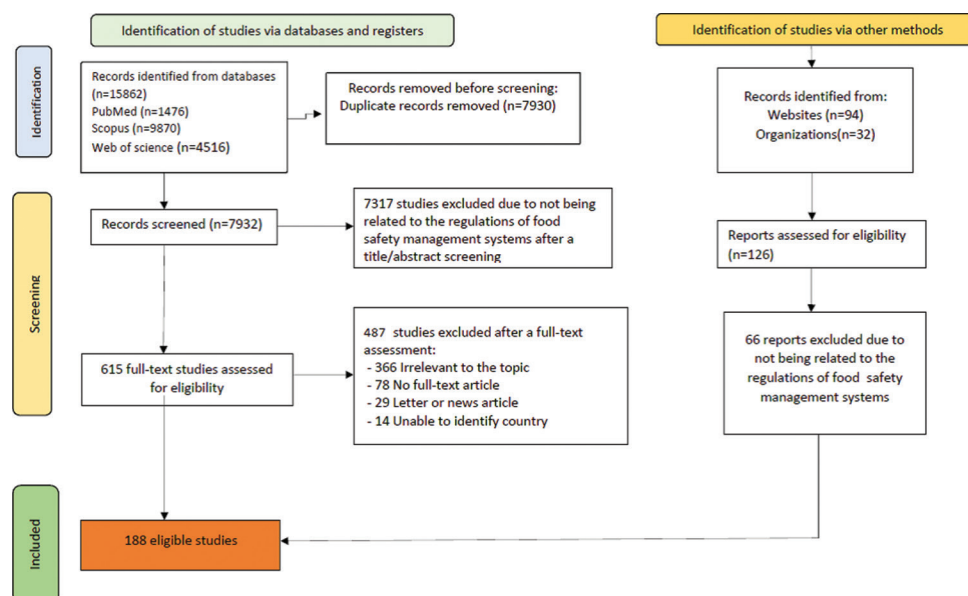 Identification of studies via databases and registers
Identification of studies via other methods
Identification
Records identified from databases
(n=15862)
PubMed (n=1476)
Scopus (n=9870)
Web of science (n=4516)
Records removed before screening:
Duplicate records removed (n=7930)
Records identified from:
Websites (n=94)
Organizations(n=32)
Screening
Records screened (n=7932)
7317 studies excluded due to not being
related to the regulations of food
safety management systems after a
title/abstract screening
Reports assessed for eligibility
(n=126)
615 full-text studies assessed
for eligibility
487 studies excluded after a full-text
assessment:
- 366 Irrelevant to the topic
- 78 No full-text article
- 29 Letter or news article
- 14 Unable to identify country
66 reports excluded due to
not being related to the
regulations of food safety
management systems
Included
188 eligible studies